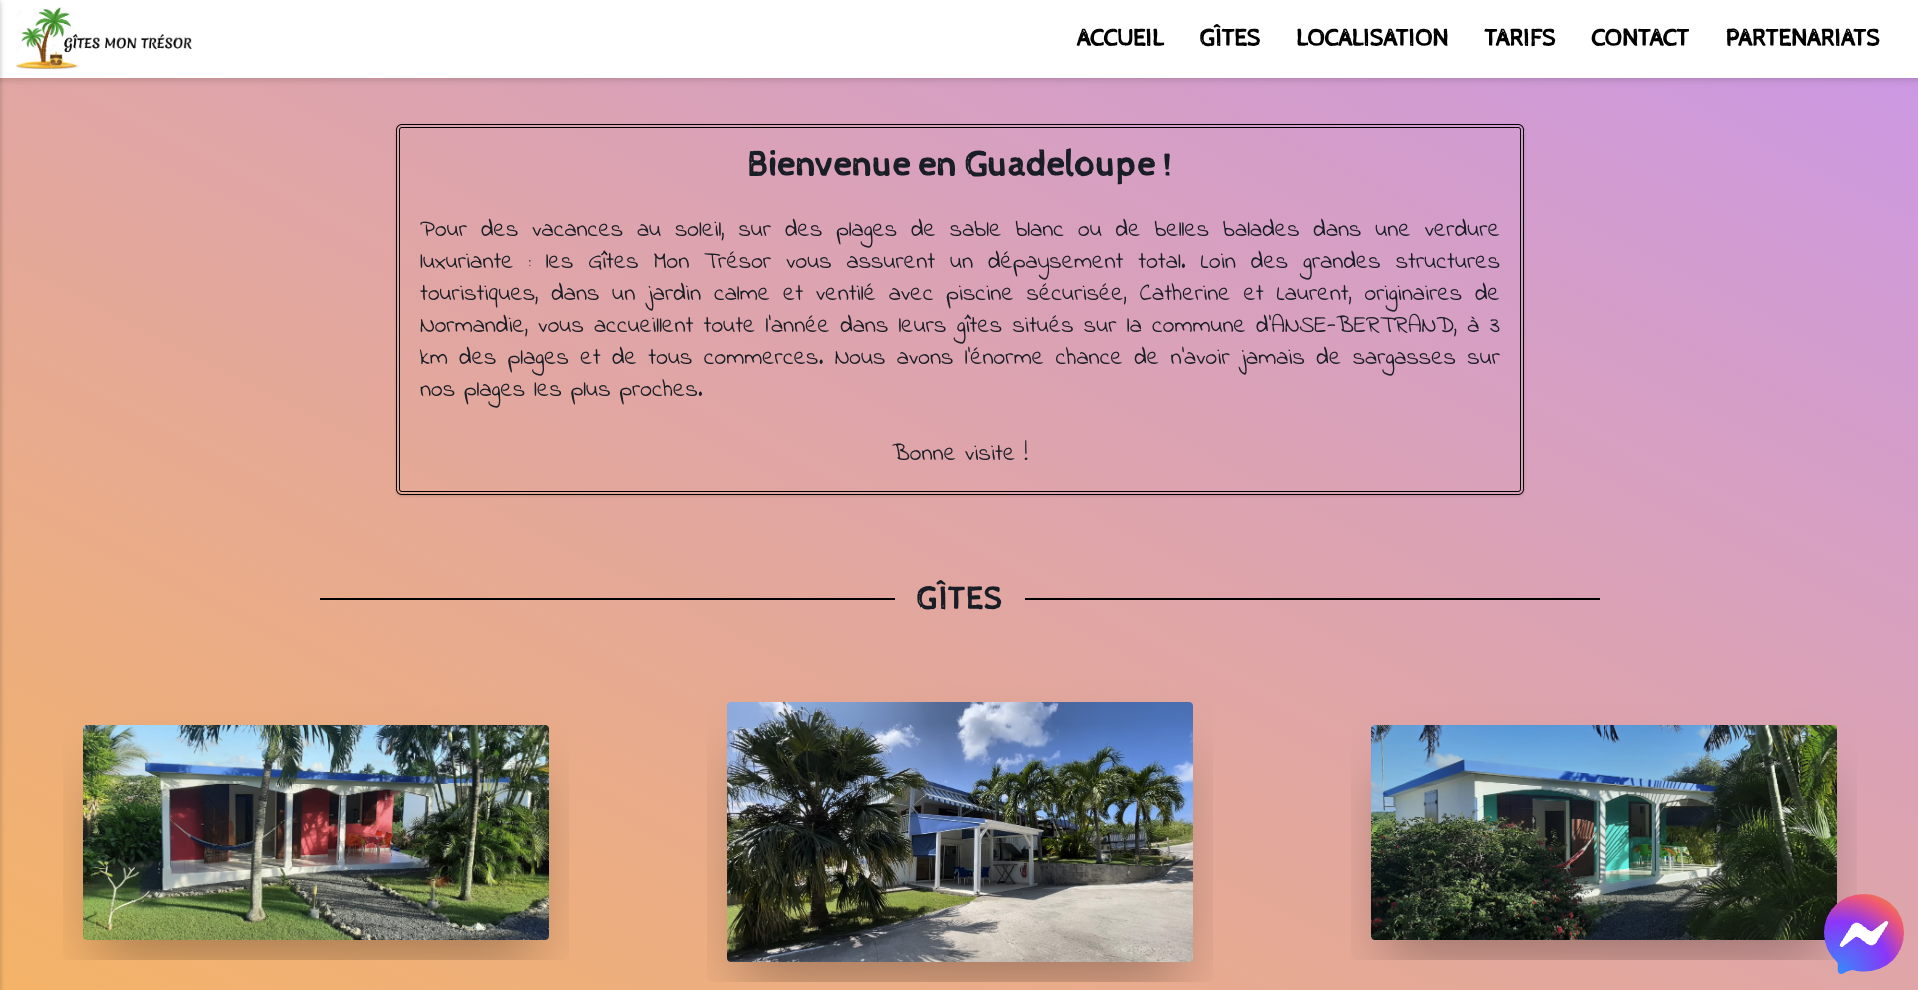 GÎTES MON TRÉSOR
ACCUEIL GÎTES LOCALISATION TARIFS CONTACT PARTENARIATS
Bienvenue en Guadeloupe !
Pour des vacances au soleil, sur des plages de sable blanc ou de belles balades dans une verdure
luxuriante : les Gîtes Mon Trésor vous assurent un dépaysement total. Loin des grandes structures
touristiques, dans un jardin calme et ventilé avec piscine sécurisée, Catherine et Laurent, originaires de
Normandie, vous accueillent toute l'année dans leurs gîtes situés sur la commune d'ANSE-BERTRAND, à 3
km des plages et de tous commerces. Nous avons l'énorme chance de n'avoir jamais de sargasses sur
nos plages les plus proches.
Bonne visite !
GÎTES